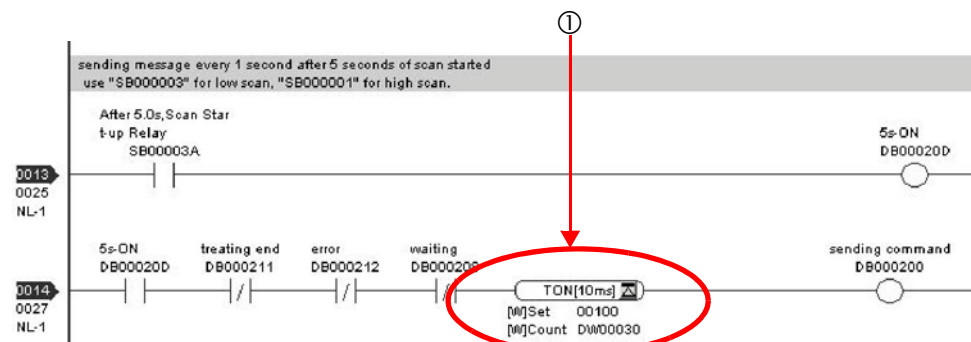 ①
sending message every 1 second after 5 seconds of scan started
use "SB000003" for low scan, "SB000001" for high scan.
After 5.0s,Scan Star
t-up Relay
SB00003A
5s-ON
DB00020D
0013
0025
NL-1
5s-ON treating end error waiting sending command
DB00020D DB000211 DB000212 DB000208 DB000200
0014
0027
NL-1
TON[10ms]
[W]Set 00100
[W]Count DW00030